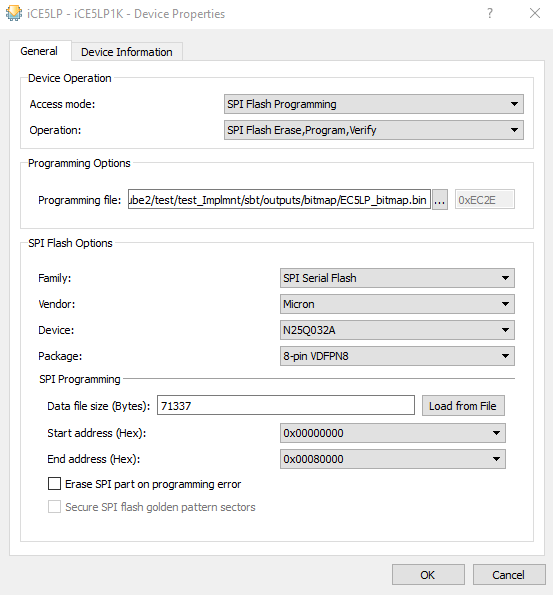 iCE5LP - iCE5LP1K - Device Properties
General Device Information
Device Operation
Access mode: SPI Flash Programming
Operation: SPI Flash Erase,Program,Verify
Programming Options
Programming file: ube2/test/test_Implmnt/sbt/outputs/bitmap/EC5LP_bitmap.bin ... 0xEC2E
SPI Flash Options
Family: SPI Serial Flash
Vendor: Micron
Device: N25Q032A
Package: 8-pin VDFPN8
SPI Programming
Data file size (Bytes): 71337 Load from File
Start address (Hex): 0x00000000
End address (Hex): 0x00080000
Erase SPI part on programming error
Secure SPI flash golden pattern sectors
OK Cancel